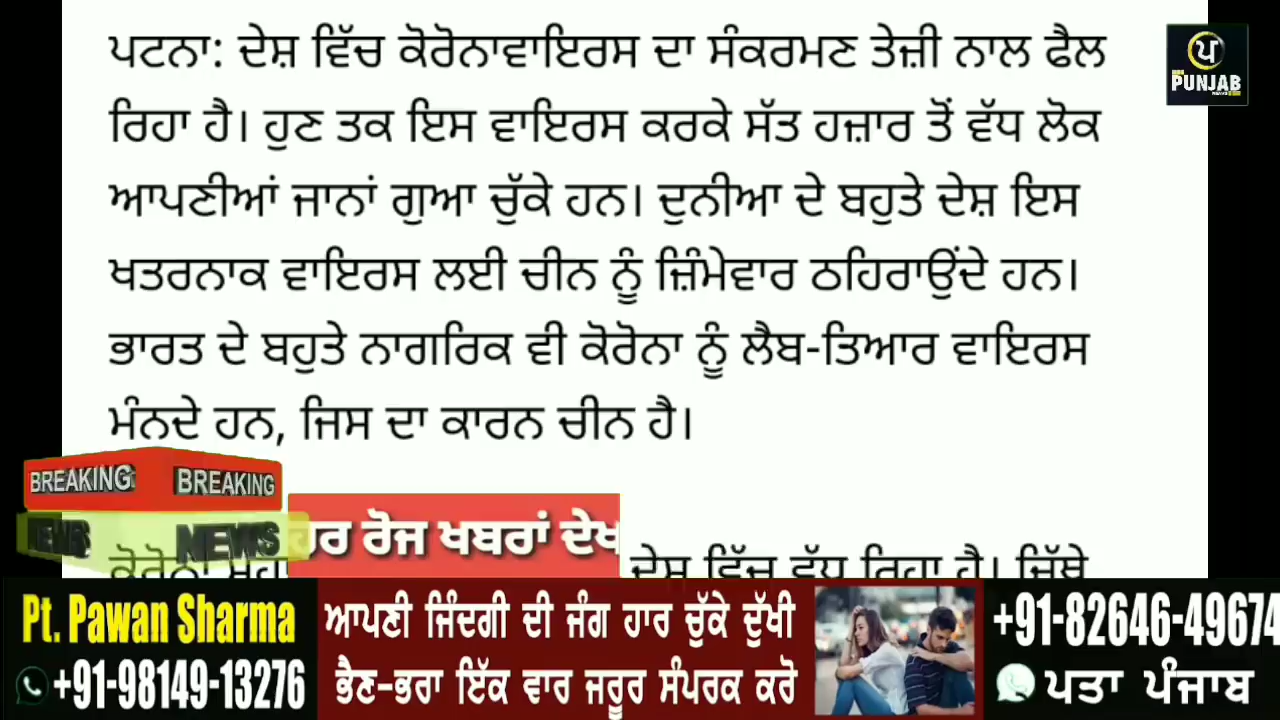 ਪਟਨਾ: ਦੇਸ਼ ਵਿੱਚ ਕੋਰੋਨਾਵਾਇਰਸ ਦਾ ਸੰਕਰਮਣ ਤੇਜ਼ੀ ਨਾਲ ਫੈਲ
ਰਿਹਾ ਹੈ। ਹੁਣ ਤਕ ਇਸ ਵਾਇਰਸ ਕਰਕੇ ਸੱਤ ਹਜ਼ਾਰ ਤੋਂ ਵੱਧ ਲੋਕ
ਆਪਣੀਆਂ ਜਾਨਾਂ ਗੁਆ ਚੁੱਕੇ ਹਨ। ਦੁਨੀਆ ਦੇ ਬਹੁਤੇ ਦੇਸ਼ ਇਸ
ਖਤਰਨਾਕ ਵਾਇਰਸ ਲਈ ਚੀਨ ਨੂੰ ਜ਼ਿੰਮੇਵਾਰ ਠਹਿਰਾਉਂਦੇ ਹਨ।
ਭਾਰਤ ਦੇ ਬਹੁਤੇ ਨਾਗਰਿਕ ਵੀ ਕੋਰੋਨਾ ਨੂੰ ਲੈਬ-ਤਿਆਰ ਵਾਇਰਸ
ਮੰਨਦੇ ਹਨ, ਜਿਸ ਦਾ ਕਾਰਨ ਚੀਨ ਹੈ।
ਪ
PUNJAB
BREAKING BREAKING
NEWS NEWS
ਹਰ ਰੋਜ ਖਬਰਾਂ ਦੇਖ
ਦੇਸ਼ ਵਿੱਚ ਵੱਧ ਰਿਹਾ ਹੈ। ਜਿੱਥੇ
Pt. Pawan Sharma
+91-98149-13276
ਆਪਣੀ ਜਿੰਦਗੀ ਦੀ ਜੰਗ ਹਾਰ ਚੁੱਕੇ ਦੁੱਖੀ
ਭੈਣ-ਭਰਾ ਇੱਕ ਵਾਰ ਜਰੂਰ ਸੰਪਰਕ ਕਰੋ
+91-82646-49674
ਪਤਾ ਪੰਜਾਬ